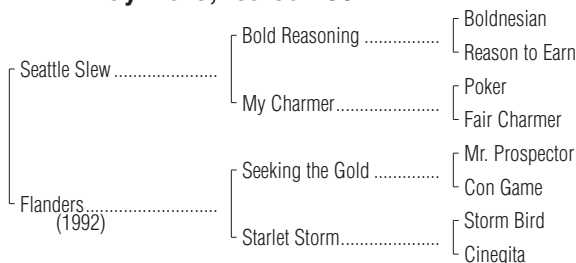 Boldnesian
Bold Reasoning ................
Reason to Earn
Seattle Slew ......................
Poker
My Charmer......................
Fair Charmer
Mr. Prospector
Seeking the Gold ..............
Con Game
Flanders............................
(1992)
Storm Bird
Starlet Storm.....................
Cinegita